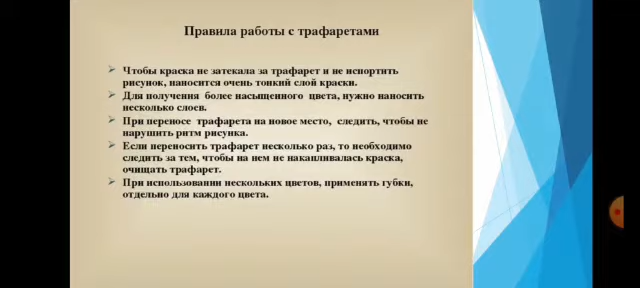 Правила работы с трафаретами
Чтобы краска не затекала за трафарет и не испортить
рисунок, наносится очень тонкий слой краски.
Для получения более насыщенного цвета, нужно наносить
несколько слоев.
При переносе трафарета на новое место, следить, чтобы не
нарушить ритм рисунка.
Если переносить трафарет несколько раз, то необходимо
следить за тем, чтобы на нем не накапливалась краска,
очищать трафарет.
При использовании нескольких цветов, применять губки,
отдельно для каждого цвета.